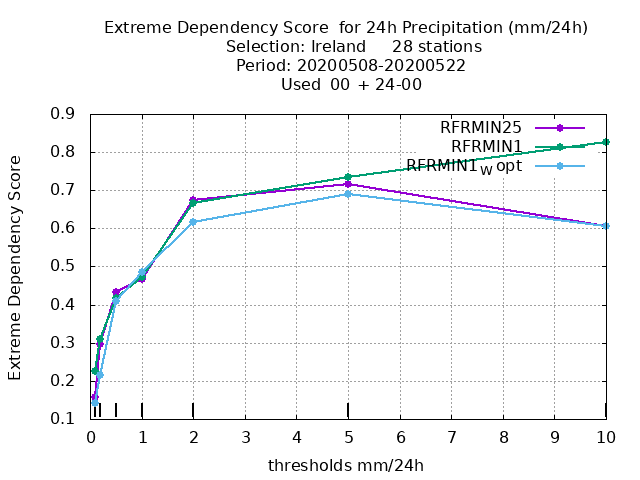 Extreme Dependency Score  for 24h Precipitation (mm/24h)
Selection: Ireland     28 stations
Period: 20200508-20200522
Used  00 + 24-00
RFRMIN25
RFRMIN1
RFRMIN1W opt
Extreme Dependency Score
0.9
0.8
0.7
0.6
0.5
0.4
0.3
0.2
0.1
0 1 2 3 4 5 6 7 8 9 10
thresholds mm/24h